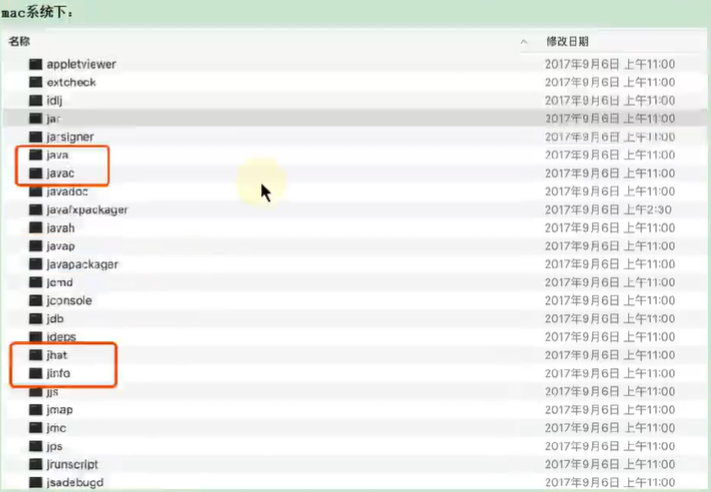 mac系统下：
名称 修改日期
appletviewer 2017年9月6日 上午11:00
extcheck 2017年9月6日 上午11:00
idlj 2017年9月6日 上午11:00
jar 2017年9月6日 上午11:00
jarsigner 2017年9月6日 上午11:00
java 2017年9月6日 上午11:00
javac 2017年9月6日 上午11:00
javadoc 2017年9月6日 上午11:00
javafxpackager 2017年9月6日 上午2:30
javah 2017年9月6日 上午11:00
javap 2017年9月6日 上午11:00
javapackager 2017年9月6日 上午11:00
jcmd 2017年9月6日 上午11:00
jconsole 2017年9月6日 上午11:00
jdb 2017年9月6日 上午11:00
jdeps 2017年9月6日 上午11:00
jhat 2017年9月6日 上午11:00
jinfo 2017年9月6日 上午11:00
jjs 2017年9月6日 上午11:00
jmap 2017年9月6日 上午11:00
jmc 2017年9月6日 上午11:00
jps 2017年9月6日 上午11:00
jrunscript 2017年9月6日 上午11:00
jsadebugd 2017年9月6日 上午11:00